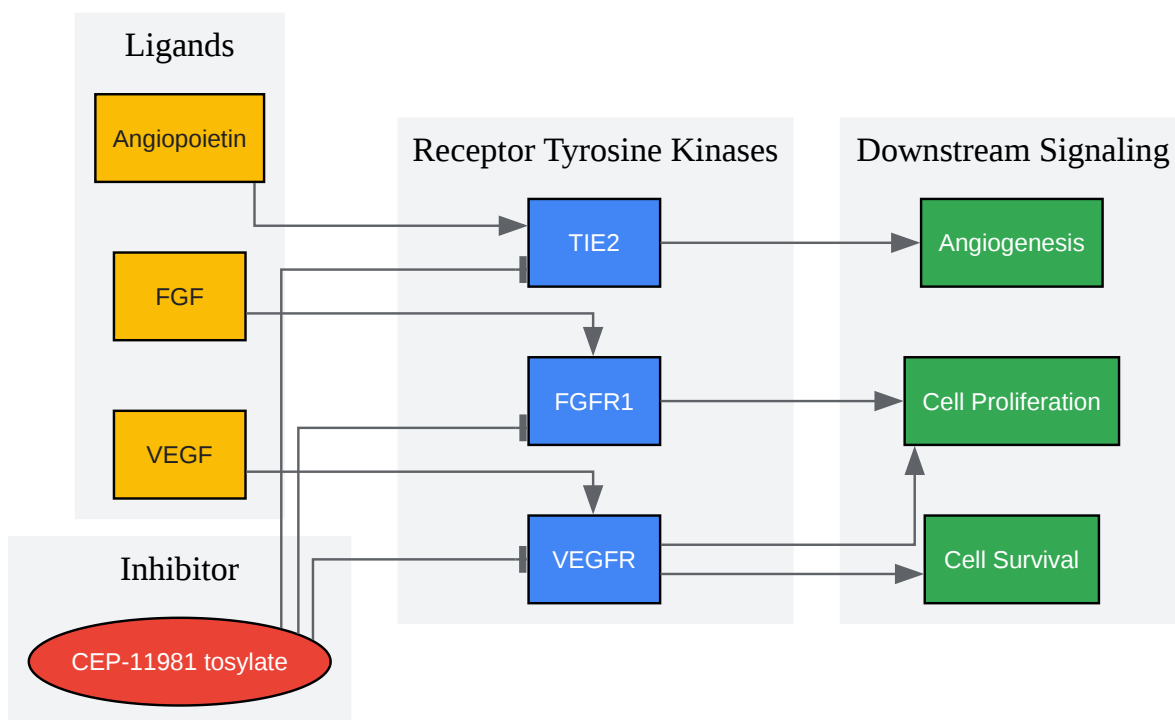 Ligands
Angiopoietin
FGF
VEGF
Inhibitor
CEP-11981 tosylate
Receptor Tyrosine Kinases
TIE2
FGFR1
VEGFR
Downstream Signaling
Angiogenesis
Cell Proliferation
Cell Survival